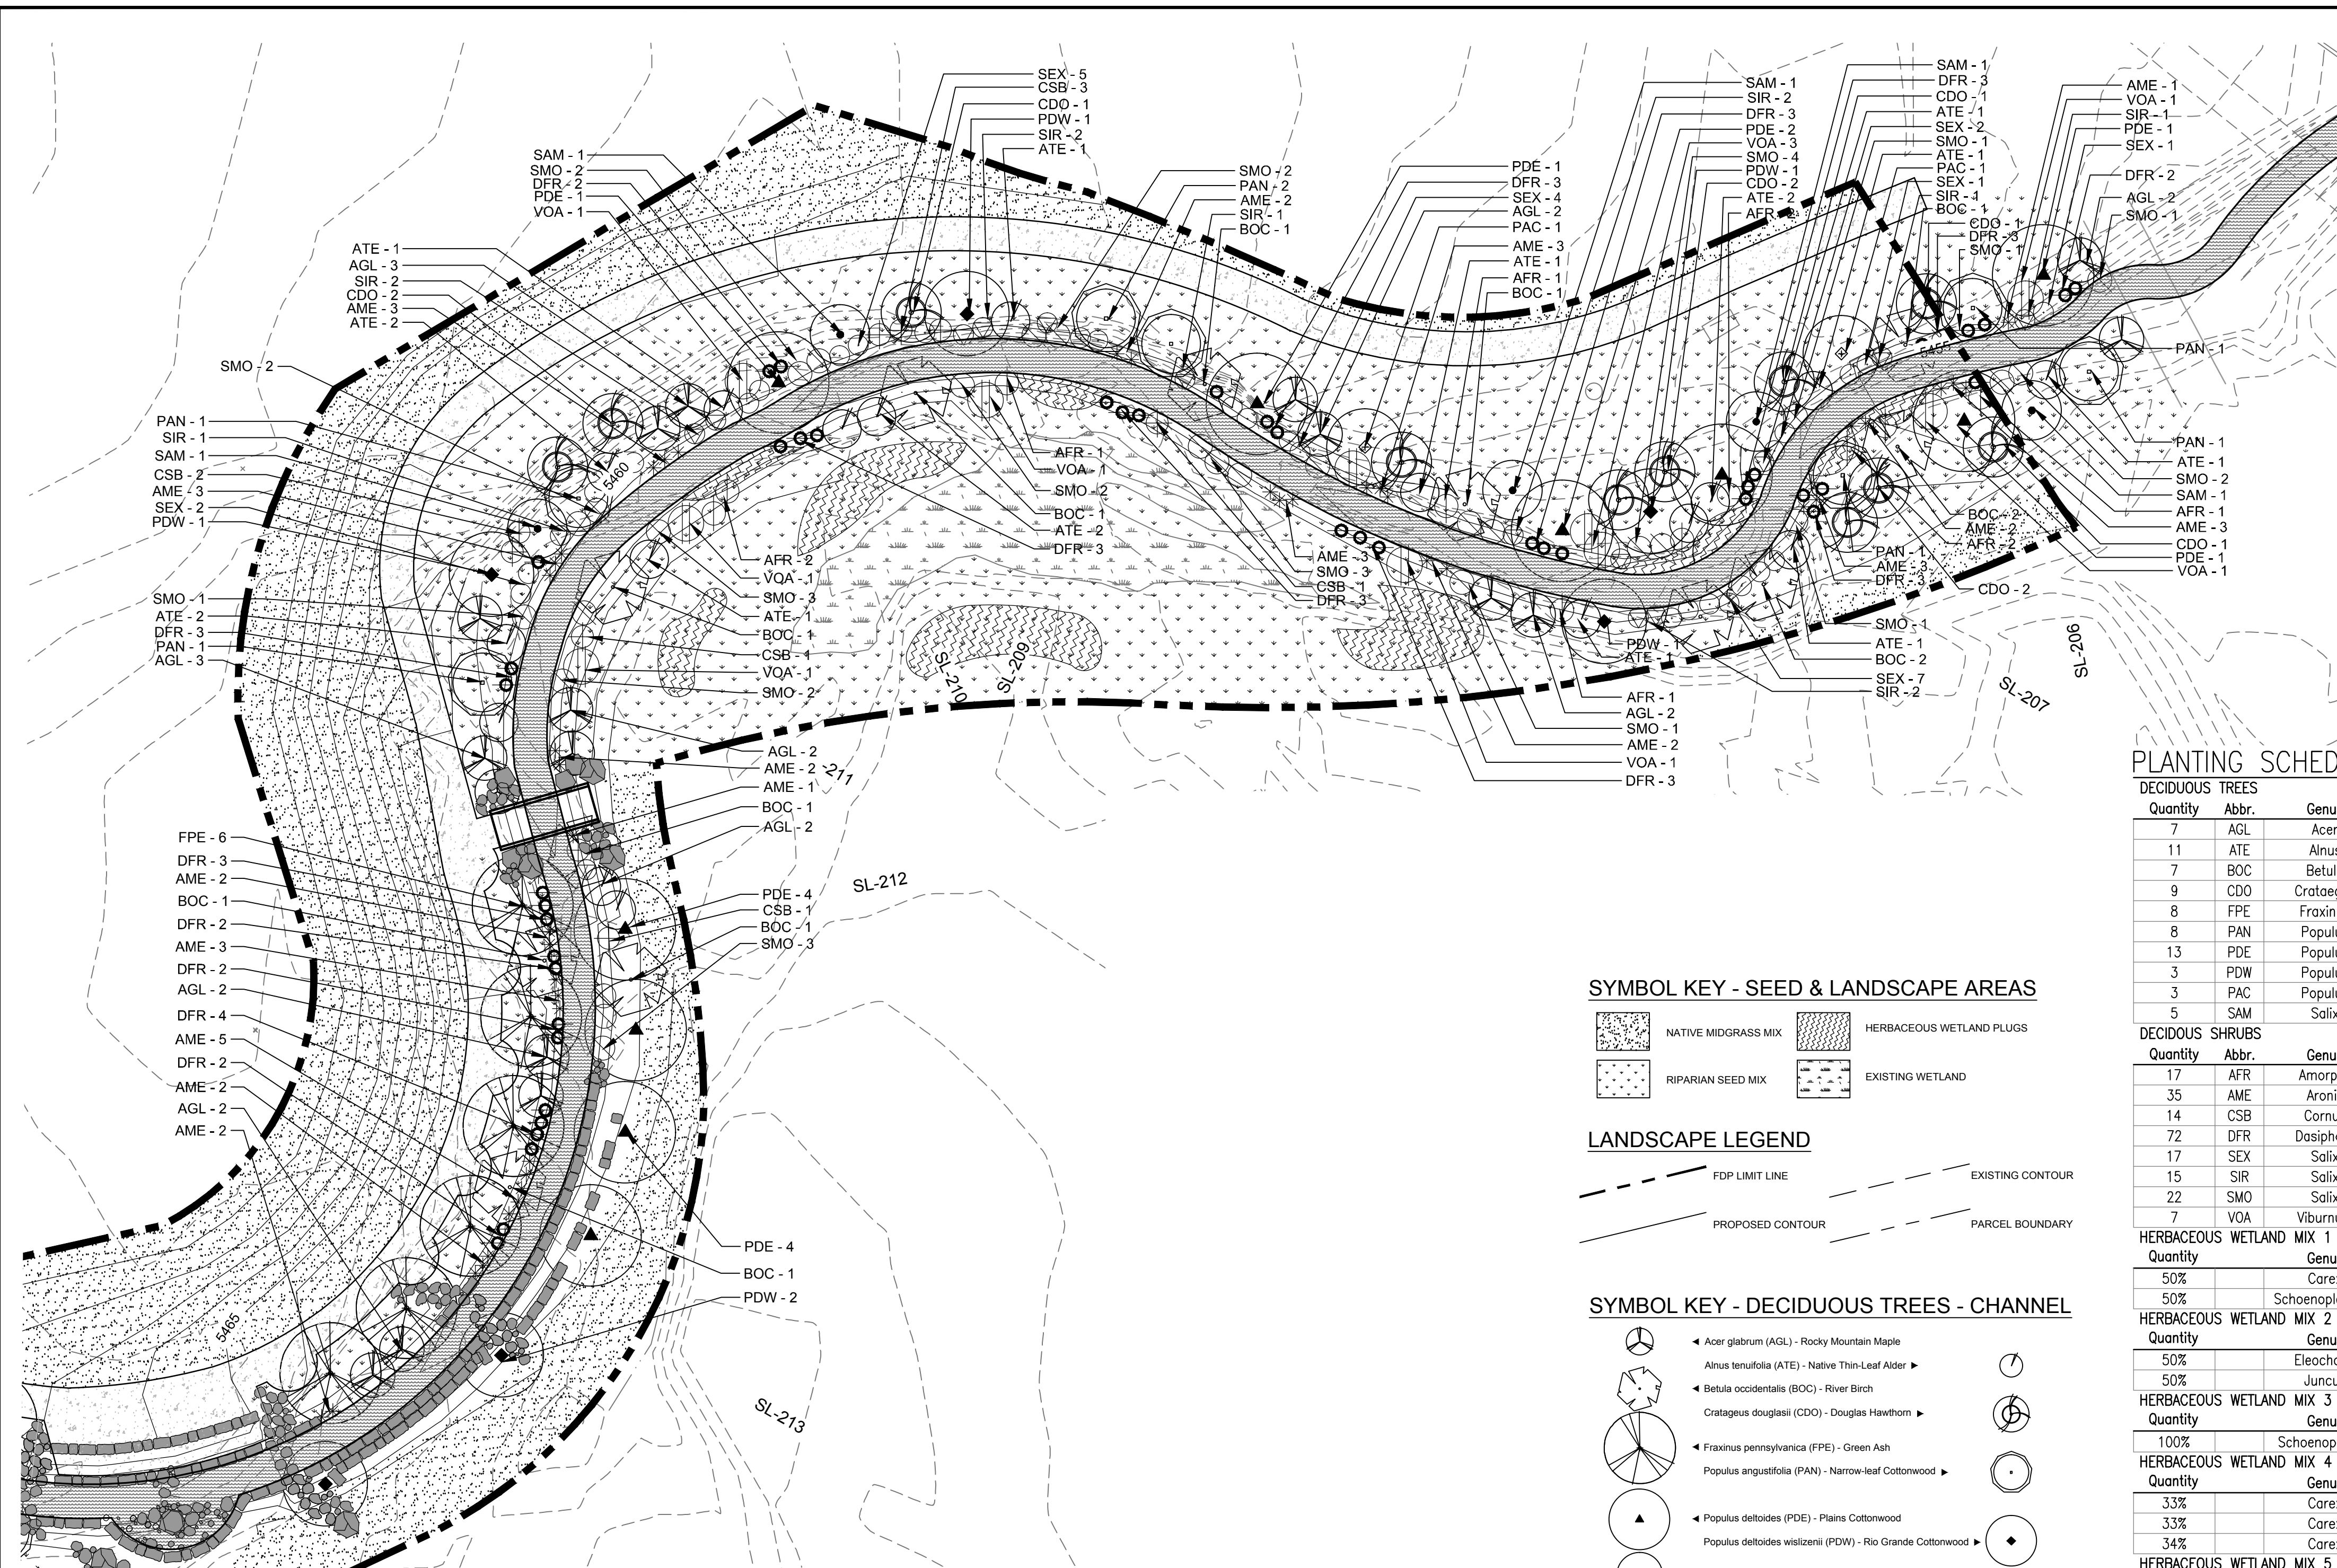 SEX - 5
CSB - 3
CDO - 1
PDW - 1
SIR - 2
ATE - 1
SAM - 1
SMO - 2
DFR - 2
PDE - 1
VOA - 1
ATE - 1
AGL - 3
SIR - 2
CDO - 2
AME - 3
ATE - 2
SMO - 2
PAN - 1
SIR - 1
SAM - 1
CSB - 2
AME - 3
SEX - 2
PDW - 1
SMO - 1
ATE - 2
DFR - 3
PAN - 1
AGL - 3
FPE - 6
DFR - 3
AME - 2
BOC - 1
DFR - 2
AME - 3
DFR - 2
AGL - 2
DFR - 4
AME - 5
DFR - 2
AME - 2
AGL - 2
AME - 2
5460
5465
SMO - 2
PAN - 2
AME - 2
SIR - 1
BOC - 1
PDE - 1
DFR - 3
SEX - 4
AGL - 2
PAC - 1
AME - 3
ATE - 1
AFR - 1
BOC - 1
SAM - 1
SIR - 2
DFR - 3
PDE - 2
VOA - 3
SMO - 4
PDW - 1
CDO - 2
ATE - 2
AFR - 2
SAM - 1
DFR - 3
CDO - 1
ATE - 1
SEX - 2
SMO - 1
ATE - 1
PAC - 1
SEX - 1
SIR - 1
BOC - 1
CDO - 1
DFR - 3
SMO - 1
AME - 1
VOA - 1
SIR - 1
PDE - 1
SEX - 1
DFR - 2
AGL - 2
SMO - 1
5455
PAN - 1
PAN - 1
ATE - 1
SMO - 2
SAM - 1
AFR - 1
AME - 3
CDO - 1
PDE - 1
VOA - 1
BOC - 2
AME - 2
AFR - 2
PAN - 1
AME - 3
DFR - 3
CDO - 2
SMO - 1
ATE - 1
BOC - 2
SEX - 7
SIR - 2
PDW - 1
ATE - 1
AFR - 1
AGL - 2
SMO - 1
AME - 2
VOA - 1
DFR - 3
AME - 3
SMO - 3
CSB - 1
DFR - 3
AFR - 1
VOA - 1
SMO - 2
BOC - 1
ATE - 2
DFR - 3
AFR - 2
VOA - 1
SMO - 3
ATE - 1
BOC - 1
CSB - 1
VOA - 1
SMO - 2
AGL - 2
AME - 2
AME - 1
BOC - 1
AGL - 2
PDE - 4
CSB - 1
BOC - 1
SMO - 3
PDE - 4
BOC - 1
PDW - 2
SL-206
SL-207
SL-209
SL-210
-211
SL-212
SL-213
SYMBOL KEY - SEED & LANDSCAPE AREAS
NATIVE MIDGRASS MIX
HERBACEOUS WETLAND PLUGS
RIPARIAN SEED MIX
EXISTING WETLAND
LANDSCAPE LEGEND
FDP LIMIT LINE
EXISTING CONTOUR
PROPOSED CONTOUR
PARCEL BOUNDARY
SYMBOL KEY - DECIDUOUS TREES - CHANNEL
◄ Acer glabrum (AGL) - Rocky Mountain Maple
Alnus tenuifolia (ATE) - Native Thin-Leaf Alder ►
◄ Betula occidentalis (BOC) - River Birch
Cratageus douglasii (CDO) - Douglas Hawthorn ►
◄ Fraxinus pennsylvanica (FPE) - Green Ash
Populus angustifolia (PAN) - Narrow-leaf Cottonwood ►
◄ Populus deltoides (PDE) - Plains Cottonwood
Populus deltoides wislizenii (PDW) - Rio Grande Cottonwood ►
PLANTING SCHED
DECIDUOUS TREES
Quantity Abbr. Genu
7 AGL Acer
11 ATE Alnus
7 BOC Betul
9 CDO Crataeg
8 FPE Fraxin
8 PAN Popul
13 PDE Popul
3 PDW Popul
3 PAC Popul
5 SAM Salix
DECIDOUS SHRUBS
Quantity Abbr. Genu
17 AFR Amorp
35 AME Aroni
14 CSB Cornu
72 DFR Dasiph
17 SEX Salix
15 SIR Salix
22 SMO Salix
7 VOA Viburn
HERBACEOUS WETLAND MIX 1
Quantity Genu
50% Care
50% Schoenopl
HERBACEOUS WETLAND MIX 2
Quantity Genu
50% Eleoch
50% Juncu
HERBACEOUS WETLAND MIX 3
Quantity Genu
100% Schoenop
HERBACEOUS WETLAND MIX 4
Quantity Genu
33% Care
33% Care
34% Care
HERBACEOUS WETLAND MIX 5